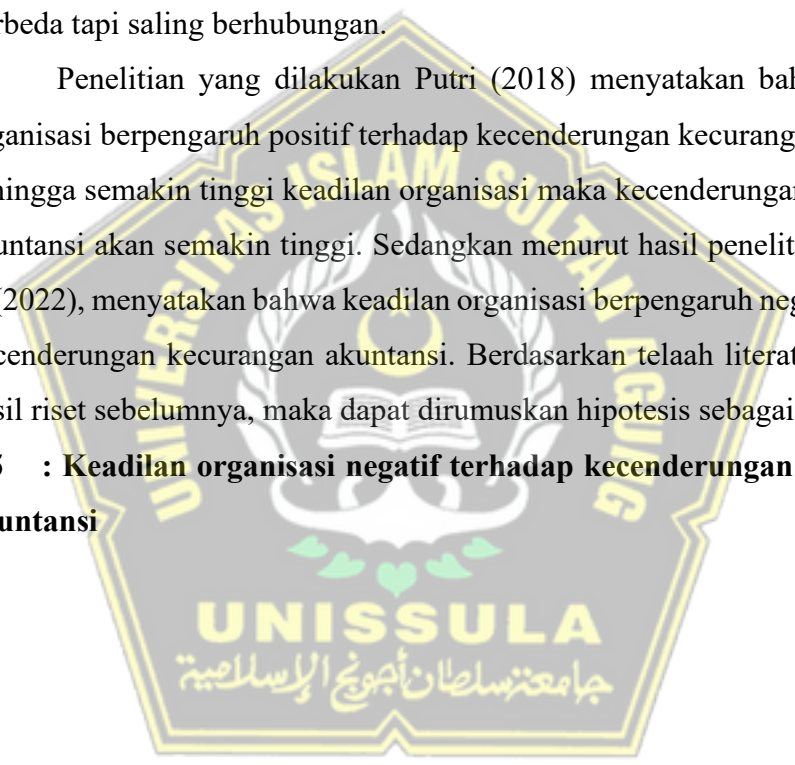 rbeda tapi saling berhubungan.
Penelitian yang dilakukan Putri (2018) menyatakan bah
ganisasi berpengaruh positif terhadap kecenderungan kecurang
hingga semakin tinggi keadilan organisasi maka kecenderungan
untansi akan semakin tinggi. Sedangkan menurut hasil penelit
(2022), menyatakan bahwa keadilan organisasi berpengaruh neg
cenderungan kecurangan akuntansi. Berdasarkan telaah literat
sil riset sebelumnya, maka dapat dirumuskan hipotesis sebagai
: Keadilan organisasi negatif terhadap kecenderungan
untansi
UNIVERSITAS ISLAM SULTAN AGUNG
UNISSULA
جامعتنسلطان أجونج الإسلامية